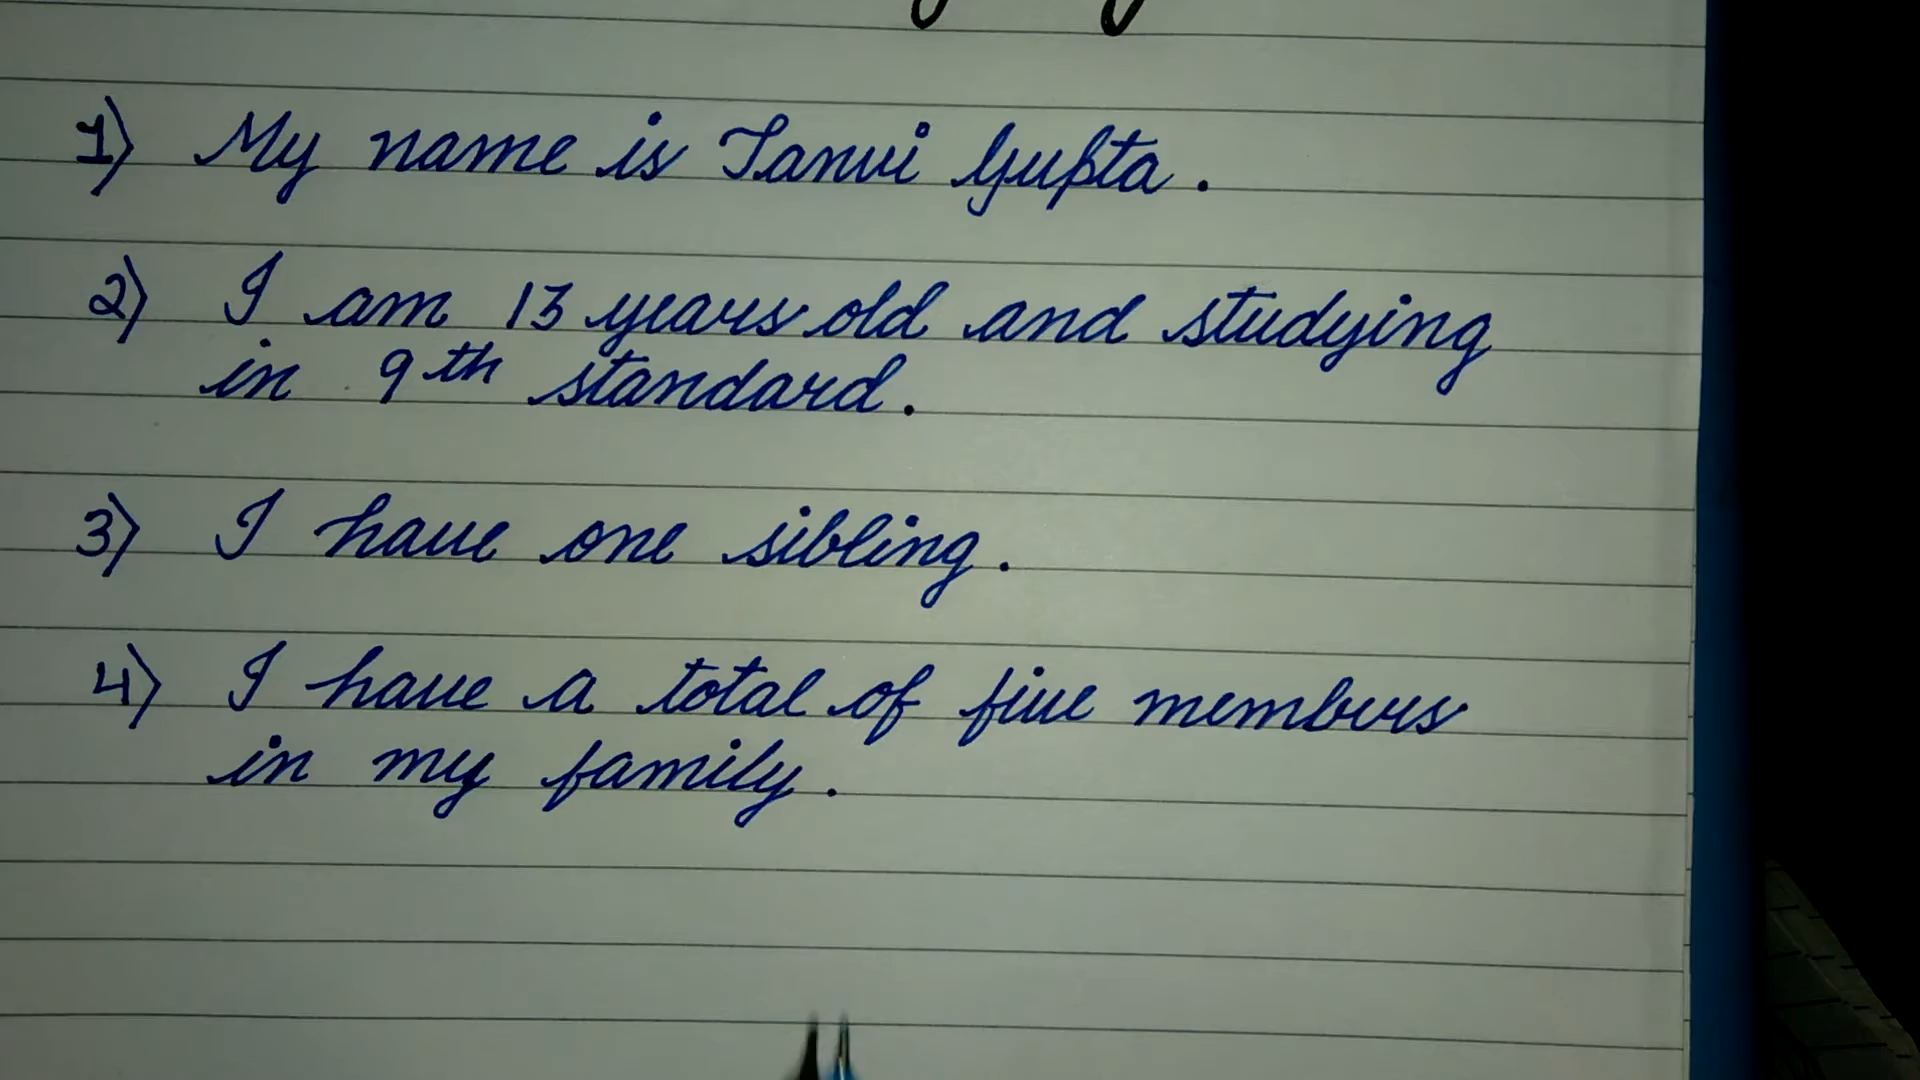 1) My name is Tanvi Gupta.
2) I am 13 years old and studying
in 9th standard.
3) I have one sibling.
4) I have a total of five members
in my family.